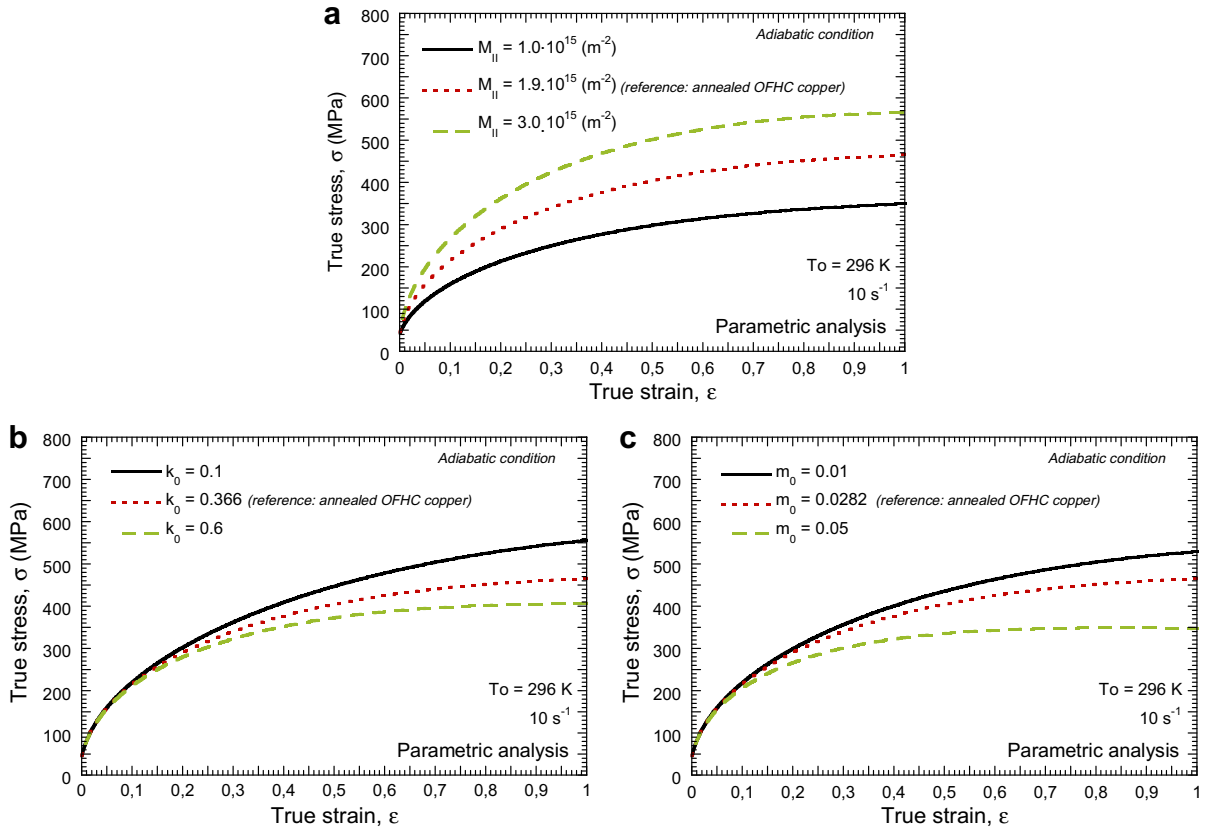 a
800
700
600
500
400
300
200
100
0
True stress, σ (MPa)
Adiabatic condition
M_II = 1.0·10^15 (m^-2)
M_II = 1.9.10^15 (m^-2) (reference: annealed OFHC copper)
M_II = 3.0.10^15 (m^-2)
To = 296 K
10 s^-1
Parametric analysis
0 0,1 0,2 0,3 0,4 0,5 0,6 0,7 0,8 0,9 1
True strain, ε
b
800
700
600
500
400
300
200
100
0
True stress, σ (MPa)
Adiabatic condition
k_0 = 0.1
k_0 = 0.366 (reference: annealed OFHC copper)
k_0 = 0.6
To = 296 K
10 s^-1
Parametric analysis
0 0,1 0,2 0,3 0,4 0,5 0,6 0,7 0,8 0,9 1
True strain, ε
c
800
700
600
500
400
300
200
100
0
True stress, σ (MPa)
Adiabatic condition
m_0 = 0.01
m_0 = 0.0282 (reference: annealed OFHC copper)
m_0 = 0.05
To = 296 K
10 s^-1
Parametric analysis
0 0,1 0,2 0,3 0,4 0,5 0,6 0,7 0,8 0,9 1
True strain, ε